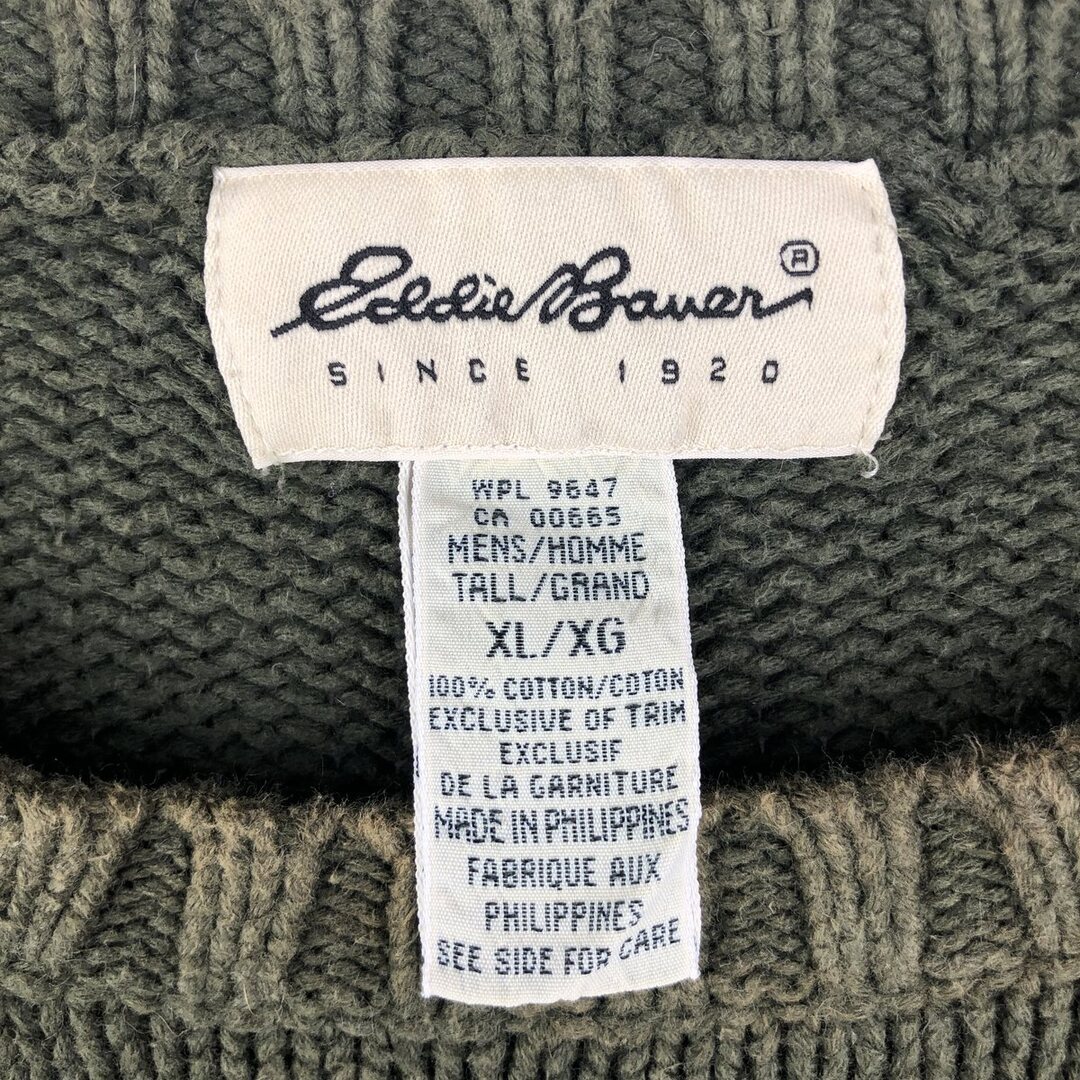 Eddie Bauer ®
SINCE 1920
WPL 9647
CA 00665
MENS/HOMME
TALL/GRAND
XL/XG
100% COTTON/COTON
EXCLUSIVE OF TRIM
EXCLUSIF
DE LA GARNITURE
MADE IN PHILIPPINES
FABRIQUE AUX
PHILIPPINES
SEE SIDE FOR CARE